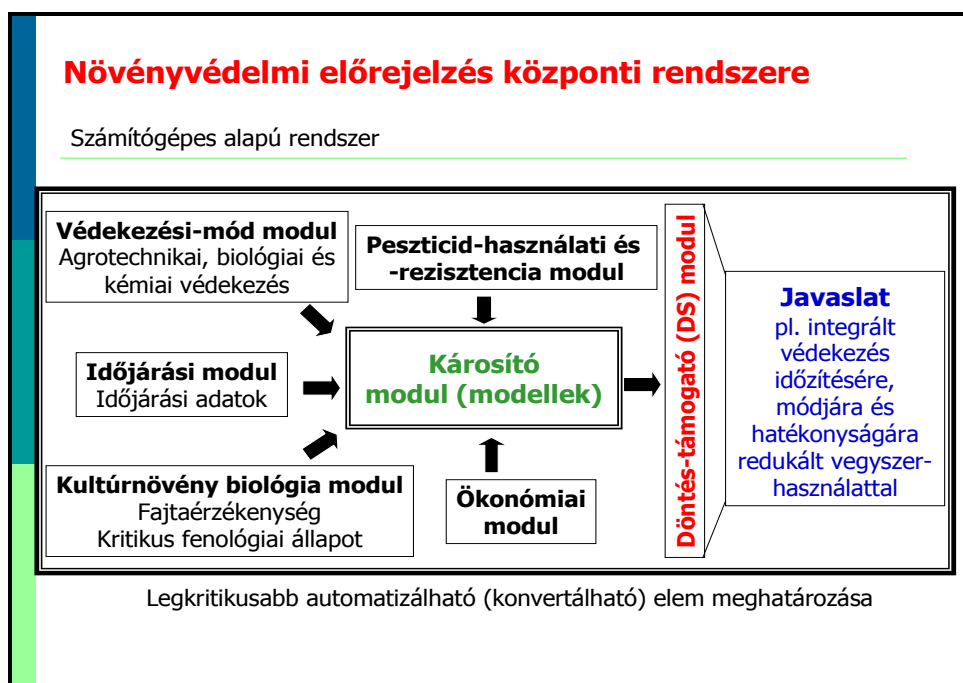 Növényvédelmi előrejelzés központi rendszere
Számítógépes alapú rendszer
Védekezési-mód modul
Agrotechnikai, biológiai és
kémiai védekezés
Peszticid-használati és
-rezisztencia modul
Időjárási modul
Időjárási adatok
Károsító
modul (modellek)
Kultúrnövény biológia modul
Fajtaérzékenység
Kritikus fenológiai állapot
Ökonómiai
modul
Döntés-támogató (DS) modul
Javaslat
pl. integrált
védekezés
időzítésére,
módjára és
hatékonyságára
redukált vegyszer-
használattal
Legkritikusabb automatizálható (konvertálható) elem meghatározása